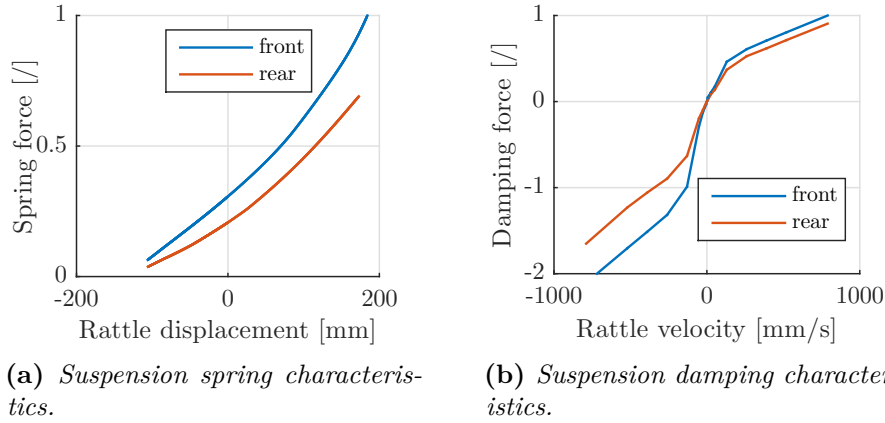 1
0.5
0
-200
0
200
Spring force [/]
Rattle displacement [mm]
front
rear
(a) Suspension spring characteris-
tics.
1
0
-1
-2
-1000
0
1000
Damping force [/]
Rattle velocity [mm/s]
front
rear
(b) Suspension damping character
istics.